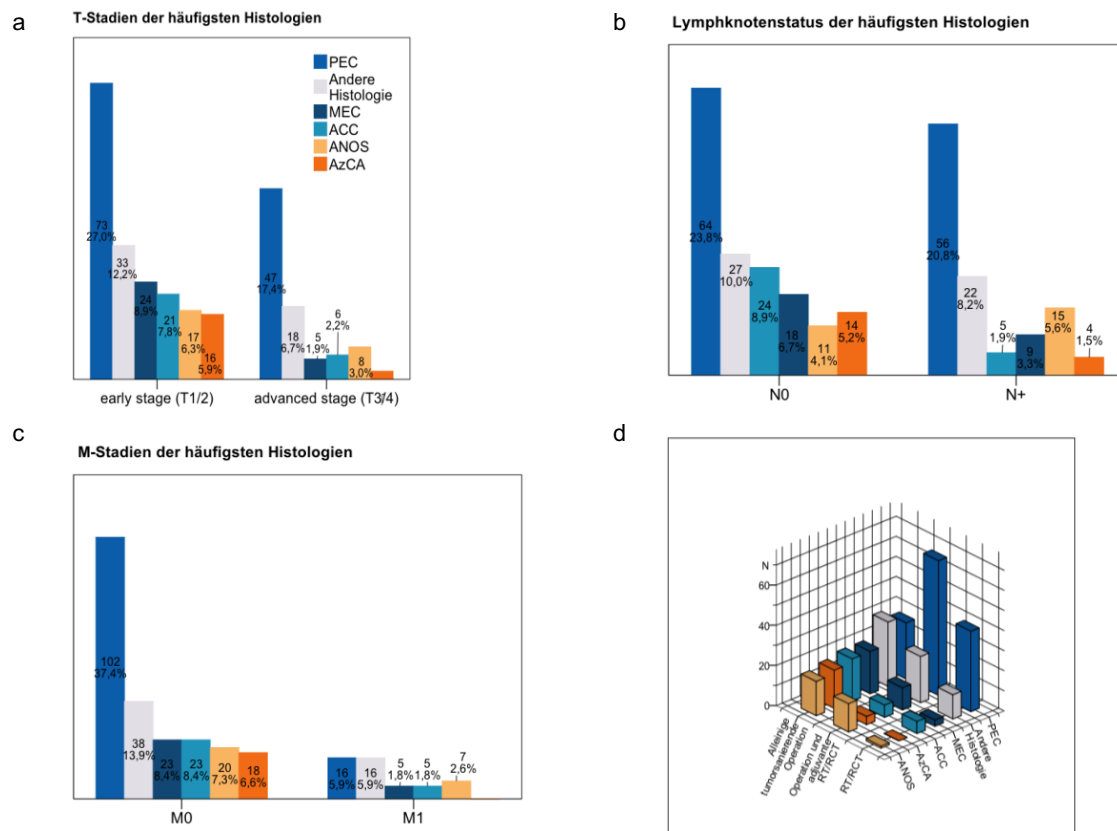 a
T-Stadien der häufigsten Histologien
PEC
Andere
Histologie
MEC
ACC
ANOS
AzCA
73
27,0%
33
12,2%
24
8,9%
21
7,8%
17
6,3%
16
5,9%
47
17,4%
18
6,7%
5
1,9%
6
2,2%
8
3,0%
early stage (T1/2)
advanced stage (T3/4)
b
Lymphknotenstatus der häufigsten Histologien
64
23,8%
27
10,0%
24
8,9%
18
6,7%
11
4,1%
14
5,2%
56
20,8%
22
8,2%
5
1,9%
9
3,3%
15
5,6%
4
1,5%
N0
N+
c
M-Stadien der häufigsten Histologien
102
37,4%
38
13,9%
23
8,4%
23
8,4%
20
7,3%
18
6,6%
16
5,9%
16
5,9%
5
1,8%
5
1,8%
7
2,6%
M0
M1
d
N
60
40
20
0
Alleinige
tumorsanierende
Operation
Operation und
adjuvante
RT/RCT
RT/RCT
ANOS
AzCA
ACC
MEC
Andere
Histologie
PEC